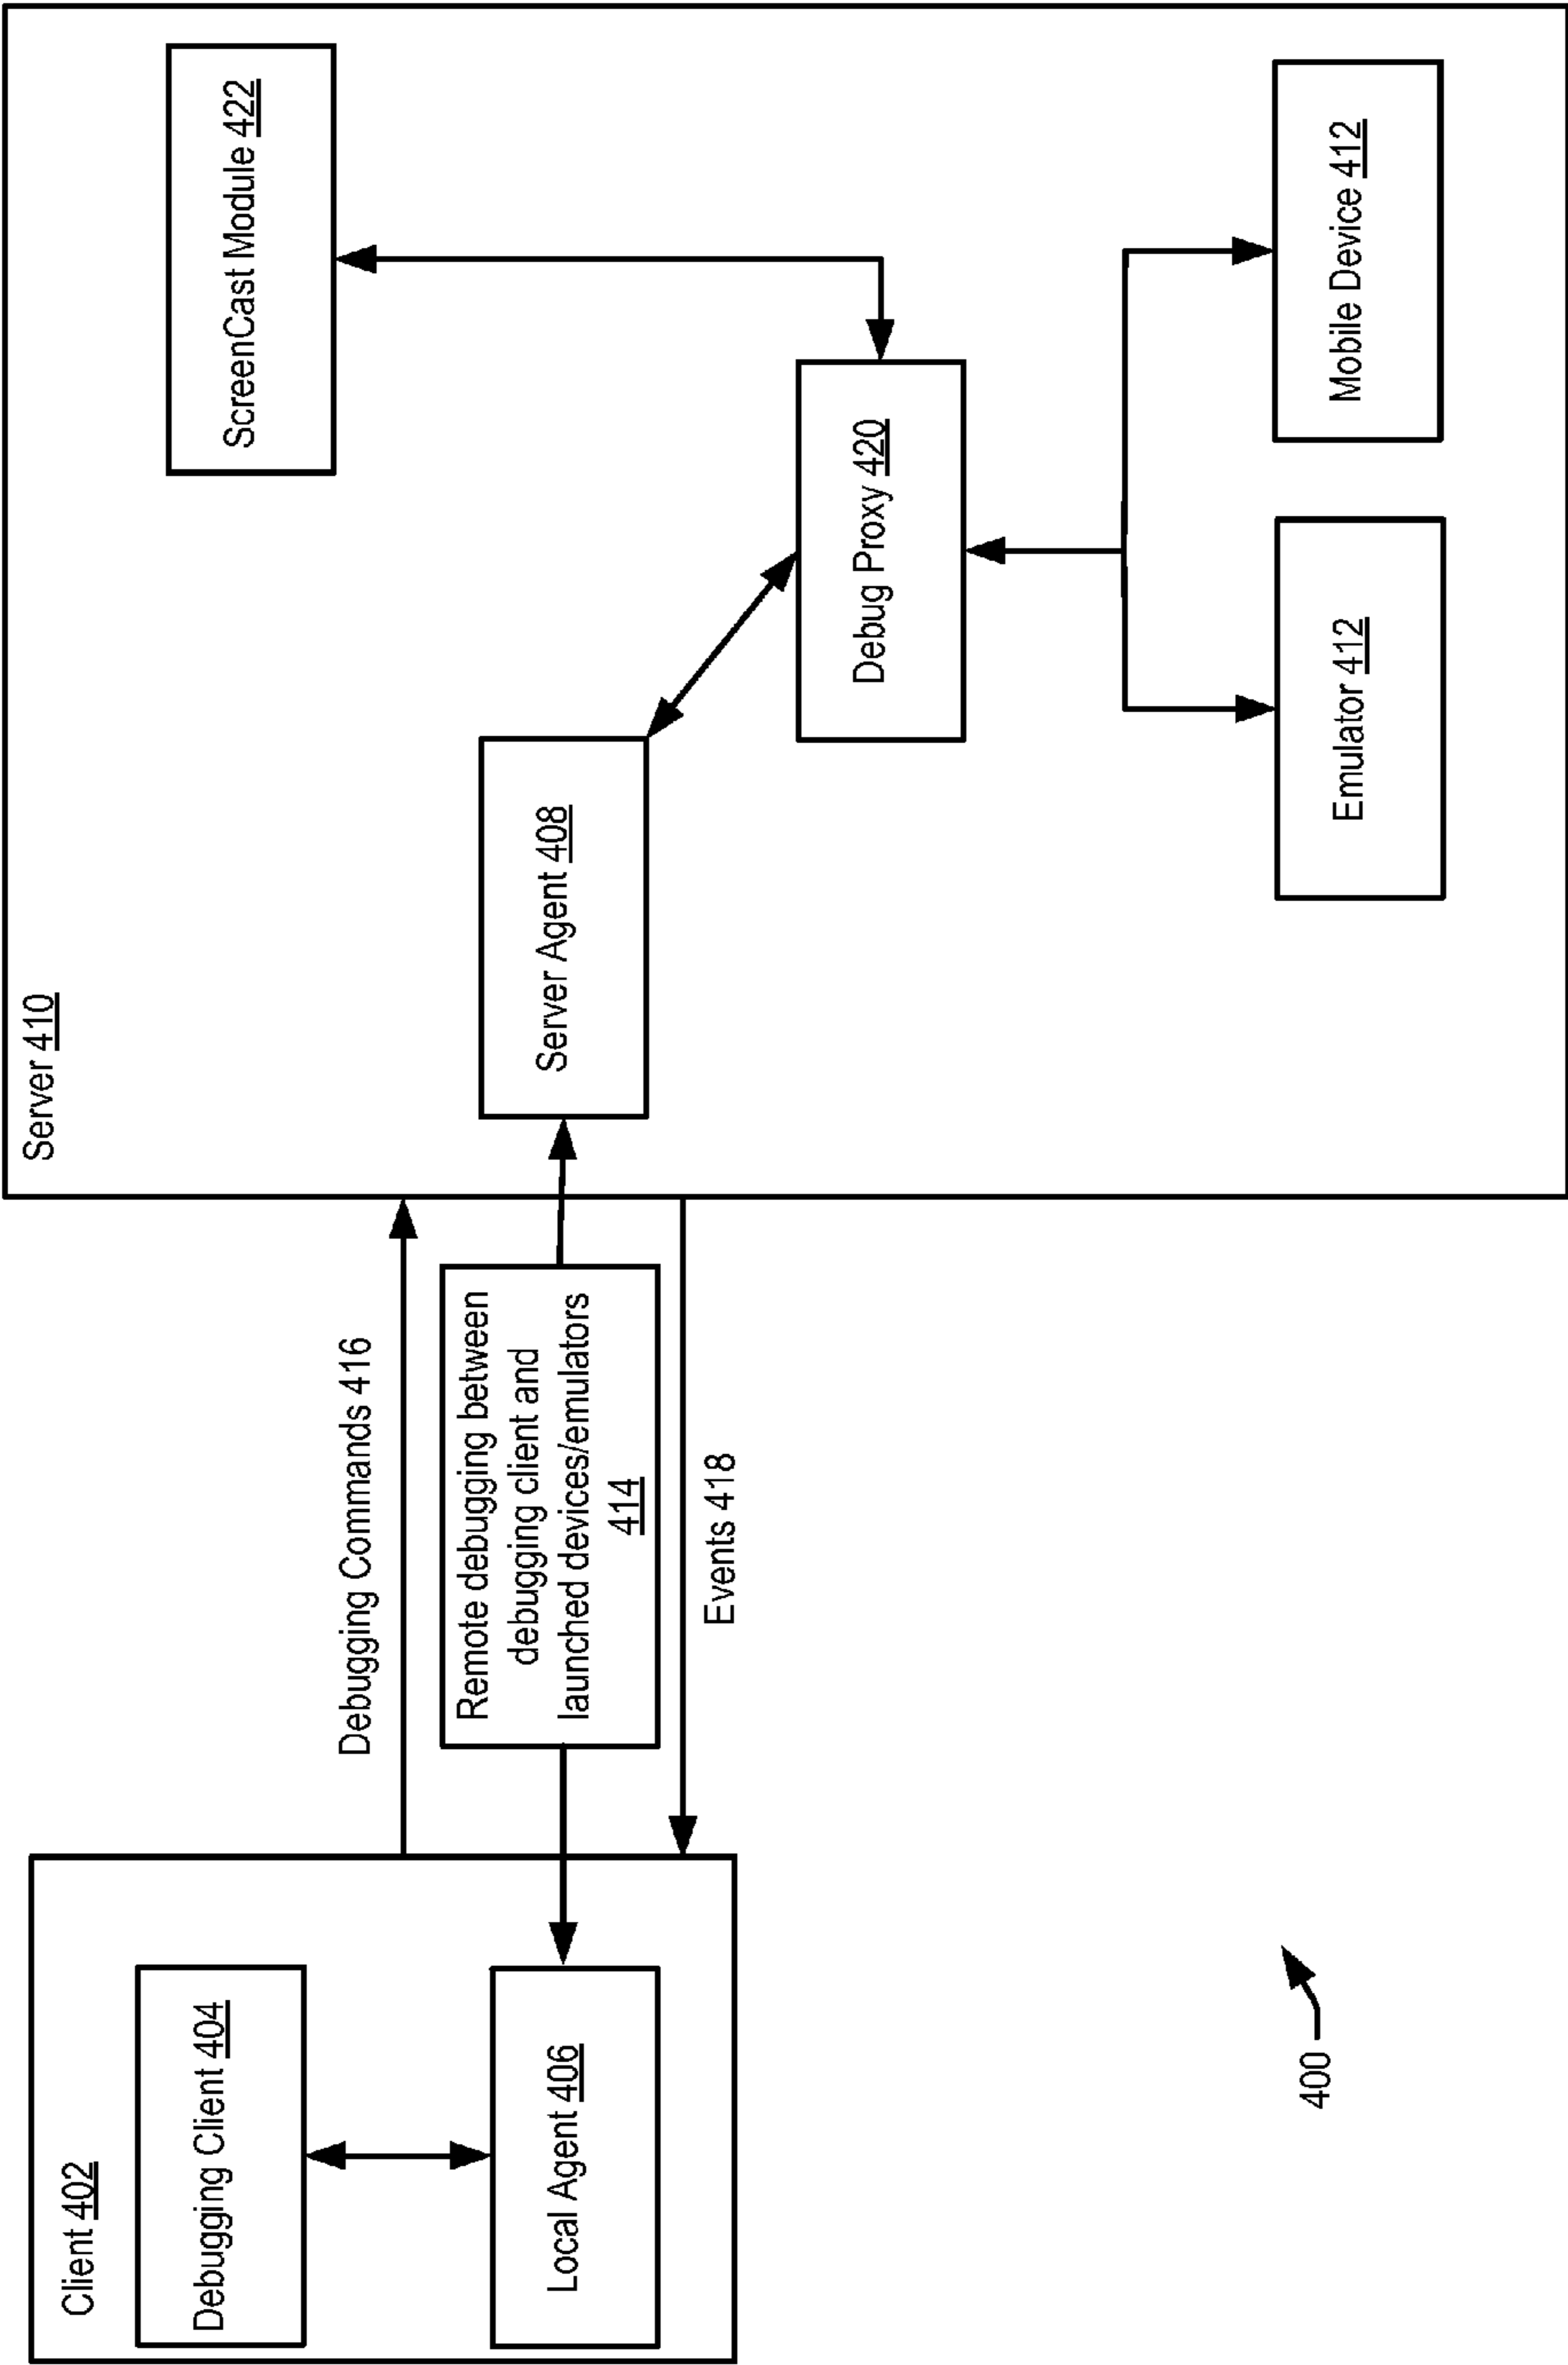 Client 402
Debugging Client 404
Local Agent 406
Debugging Commands 416
Remote debugging between
debugging client and
launched devices/emulators
414
Events 418
Server 410
Server Agent 408
ScreenCast Module 422
Debug Proxy 420
Emulator 412
Mobile Device 412
400